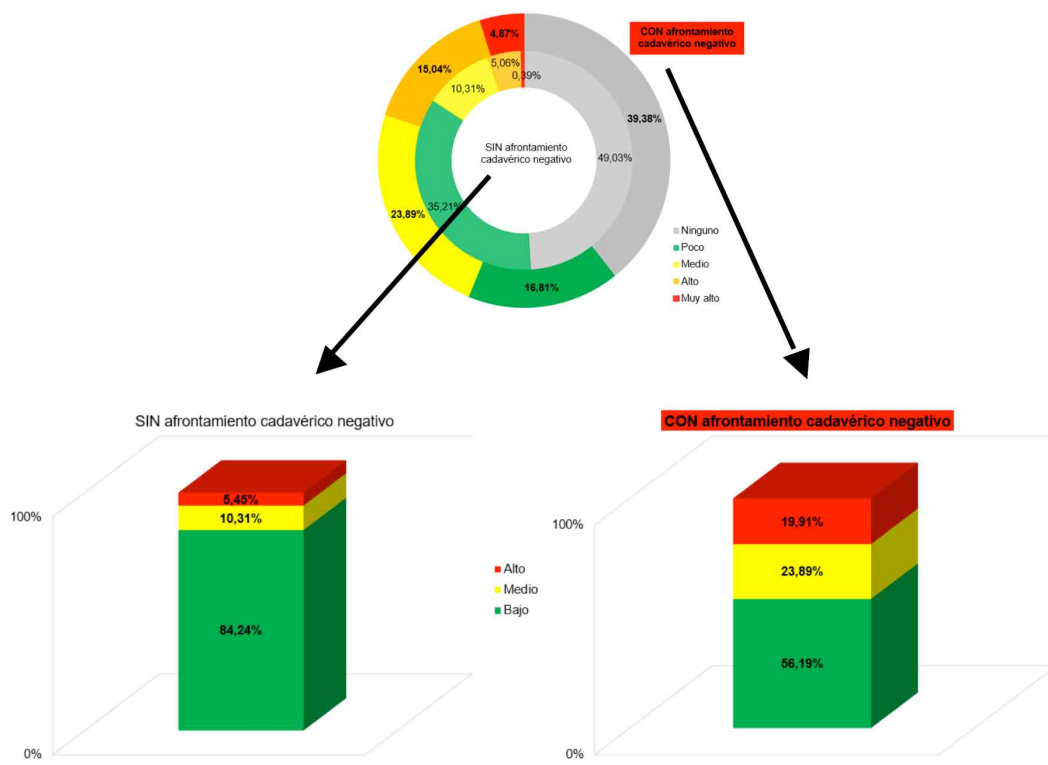 4,87%
CON afrontamiento
cadavérico negativo
15,04%
5,06%
0,39%
10,31%
39,38%
SIN afrontamiento
cadavérico negativo
49,03%
35,21%
23,89%
Ninguno
Poco
Medio
Alto
Muy alto
16,81%
SIN afrontamiento cadavérico negativo
100%
5,45%
10,31%
84,24%
0%
Alto
Medio
Bajo
CON afrontamiento cadavérico negativo
100%
19,91%
23,89%
56,19%
0%